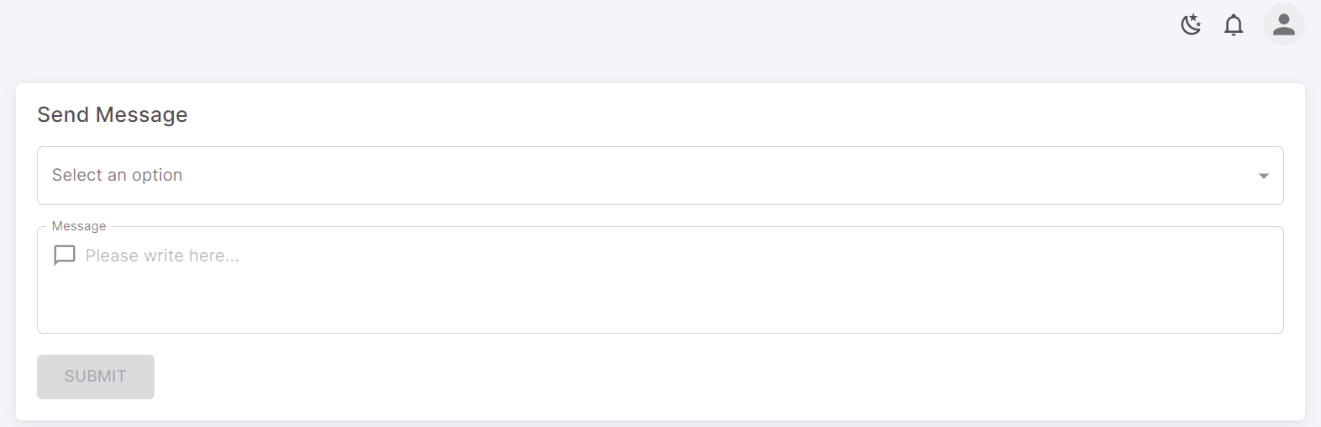 Send Message
Select an option
Message
Please write here...
SUBMIT